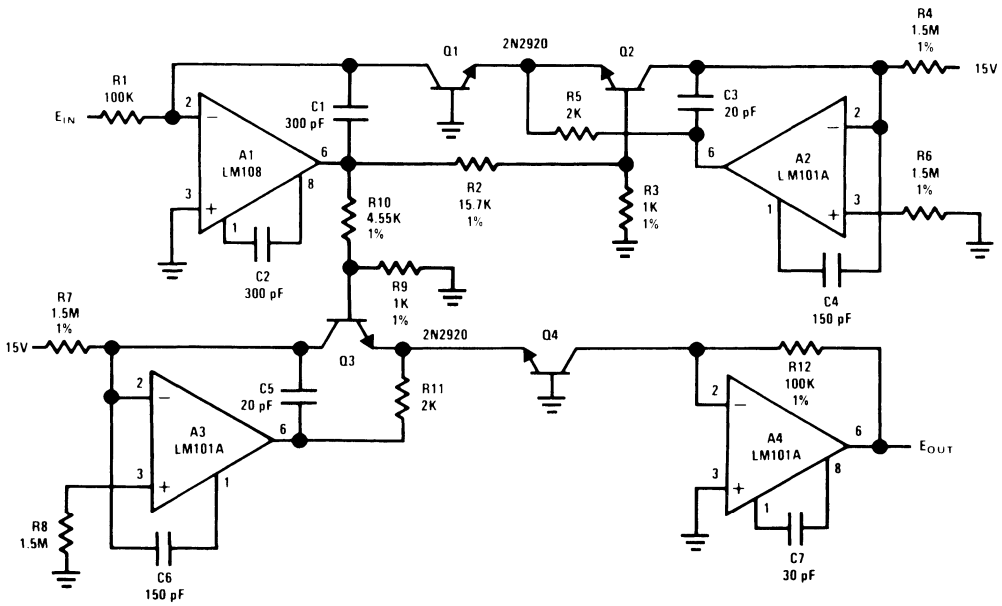 R4
1.5M
1%
15V
Q1
2N2920
Q2
R1
100K
E_IN
C1
300 pF
R5
2K
C3
20 pF
2
−
3
+
6
8
1
A1
LM108
C2
300 pF
R2
15.7K
1%
R3
1K
1%
R10
4.55K
1%
6
A2
LM101A
2
−
3
+
1
R6
1.5M
1%
C4
150 pF
R9
1K
1%
R7
1.5M
1%
15V
Q3
2N2920
Q4
C5
20 pF
R11
2K
2
−
3
+
6
1
A3
LM101A
R8
1.5M
C6
150 pF
R12
100K
1%
2
−
3
+
6
8
1
A4
LM101A
E_OUT
C7
30 pF